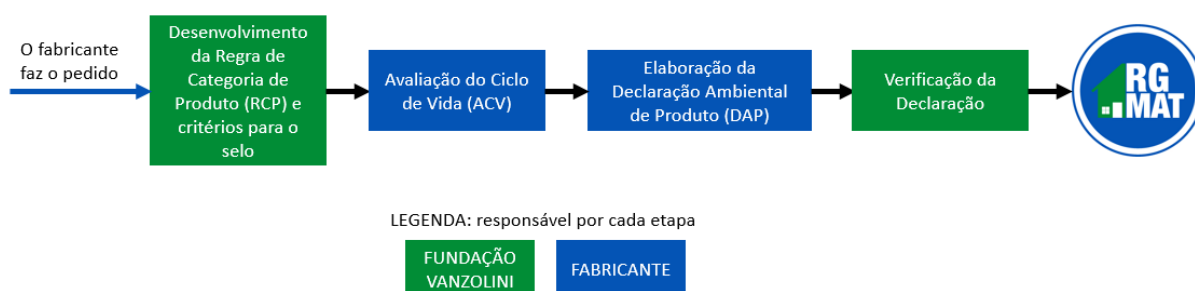 O fabricante
faz o pedido
Desenvolvimento
da Regra de
Categoria de
Produto (RCP) e
critérios para o
selo
Avaliação do Ciclo
de Vida (ACV)
Elaboração da
Declaração Ambiental
de Produto (DAP)
Verificação da
Declaração
RG
MAT
LEGENDA: responsável por cada etapa
FUNDAÇÃO
VANZOLINI
FABRICANTE